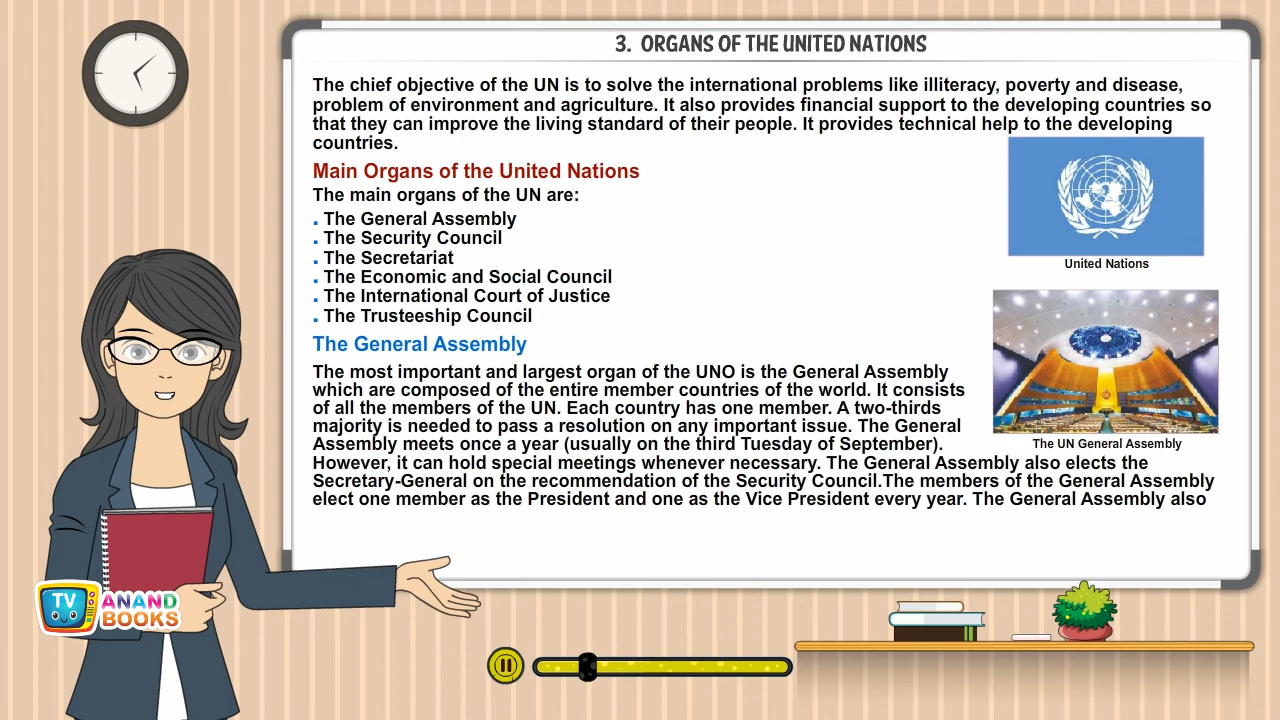 3. ORGANS OF THE UNITED NATIONS
The chief objective of the UN is to solve the international problems like illiteracy, poverty and disease,
problem of environment and agriculture. It also provides financial support to the developing countries so
that they can improve the living standard of their people. It provides technical help to the developing
countries.
Main Organs of the United Nations
The main organs of the UN are:
. The General Assembly
. The Security Council
. The Secretariat
. The Economic and Social Council
. The International Court of Justice
. The Trusteeship Council
United Nations
The General Assembly
The most important and largest organ of the UNO is the General Assembly
which are composed of the entire member countries of the world. It consists
of all the members of the UN. Each country has one member. A two-thirds
majority is needed to pass a resolution on any important issue. The General
Assembly meets once a year (usually on the third Tuesday of September).
The UN General Assembly
However, it can hold special meetings whenever necessary. The General Assembly also elects the
Secretary-General on the recommendation of the Security Council.The members of the General Assembly
elect one member as the President and one as the Vice President every year. The General Assembly also
TV
ANAND
BOOKS